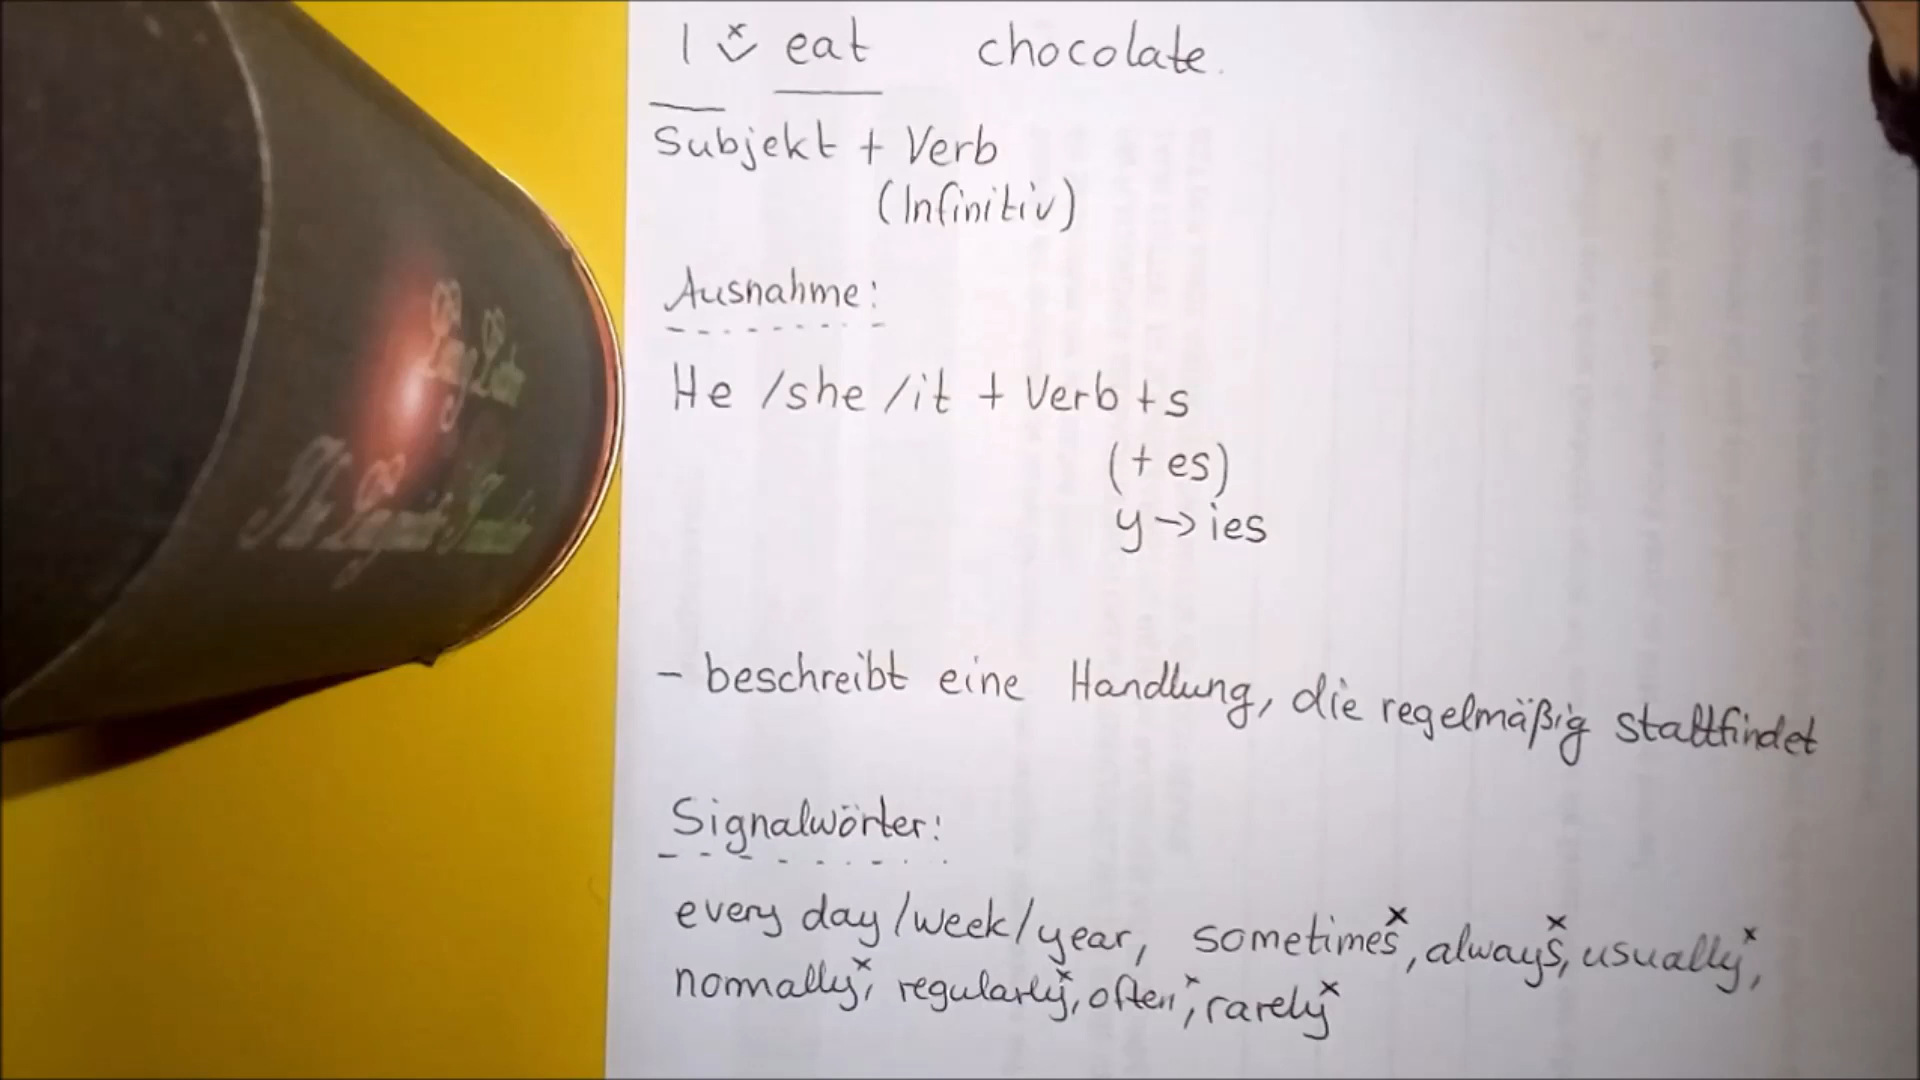 I x eat chocolate.
Subjekt + Verb
(Infinitiv)
Ausnahme:
He /she /it + Verb +s
(+ es)
y → ies
- beschreibt eine Handlung, die regelmäßig stattfindet
Signalwörter:
every day /week/year, sometimes x, always x, usually x,
normally x, regularly x, often x, rarely x